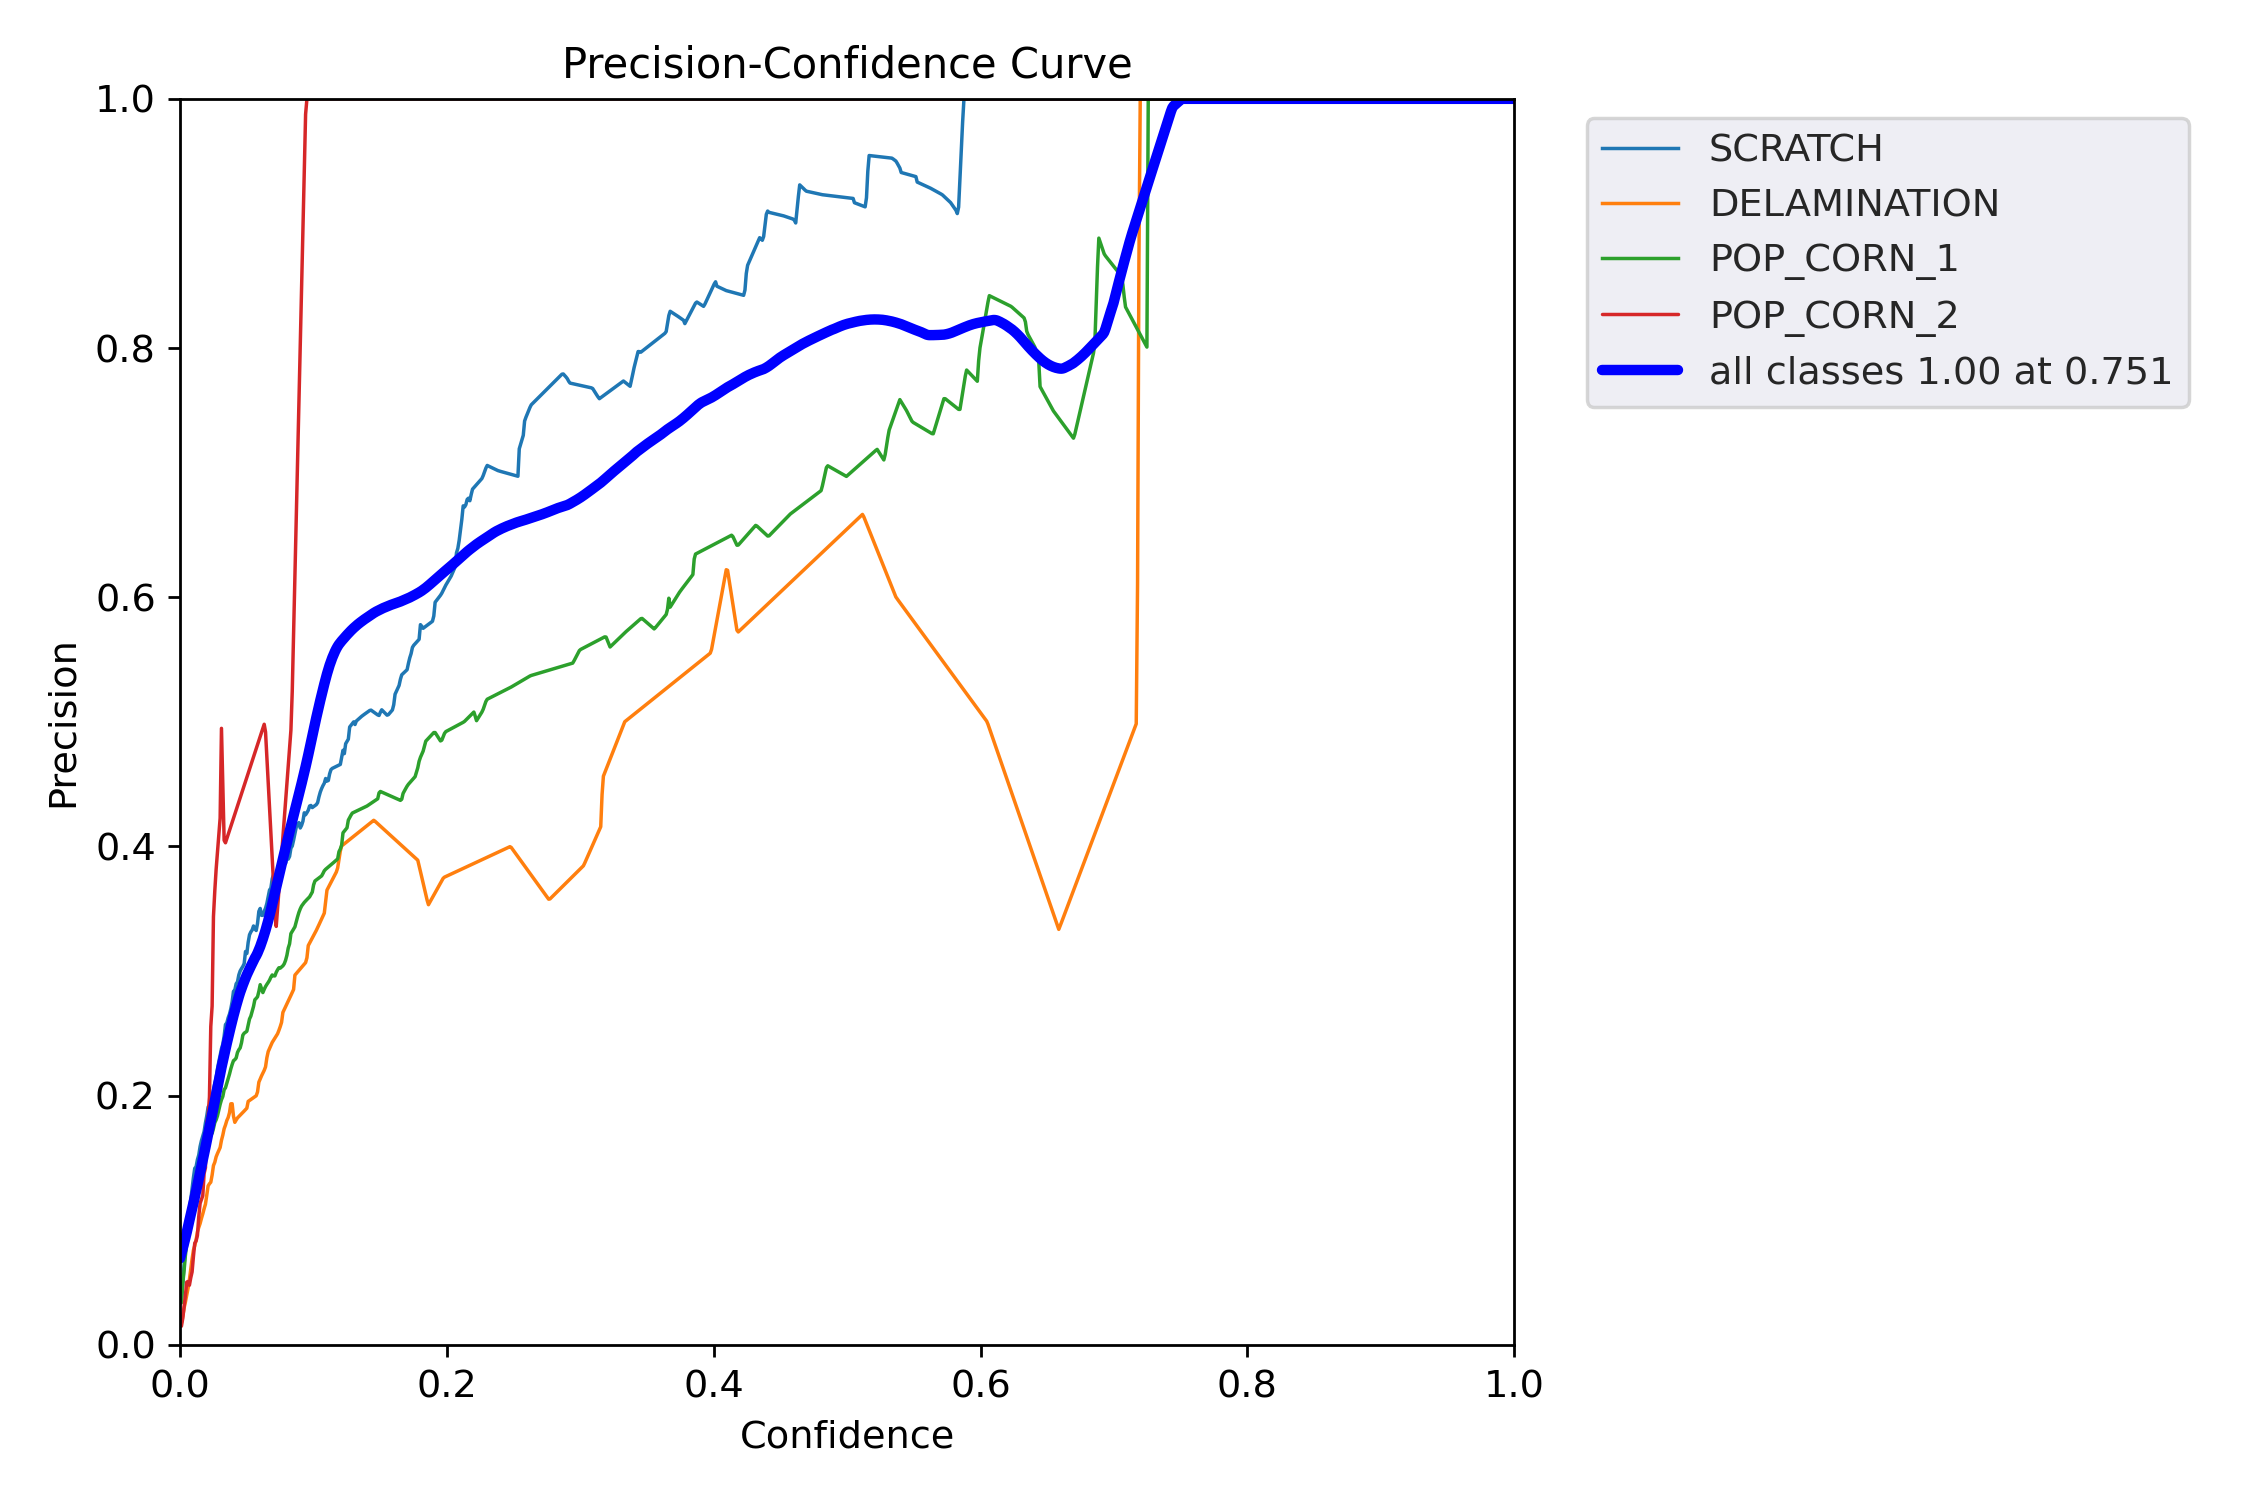 Precision-Confidence Curve
1.0
0.8
0.6
0.4
0.2
0.0
Precision
0.0 0.2 0.4 0.6 0.8 1.0
Confidence
SCRATCH
DELAMINATION
POP_CORN_1
POP_CORN_2
all classes 1.00 at 0.751